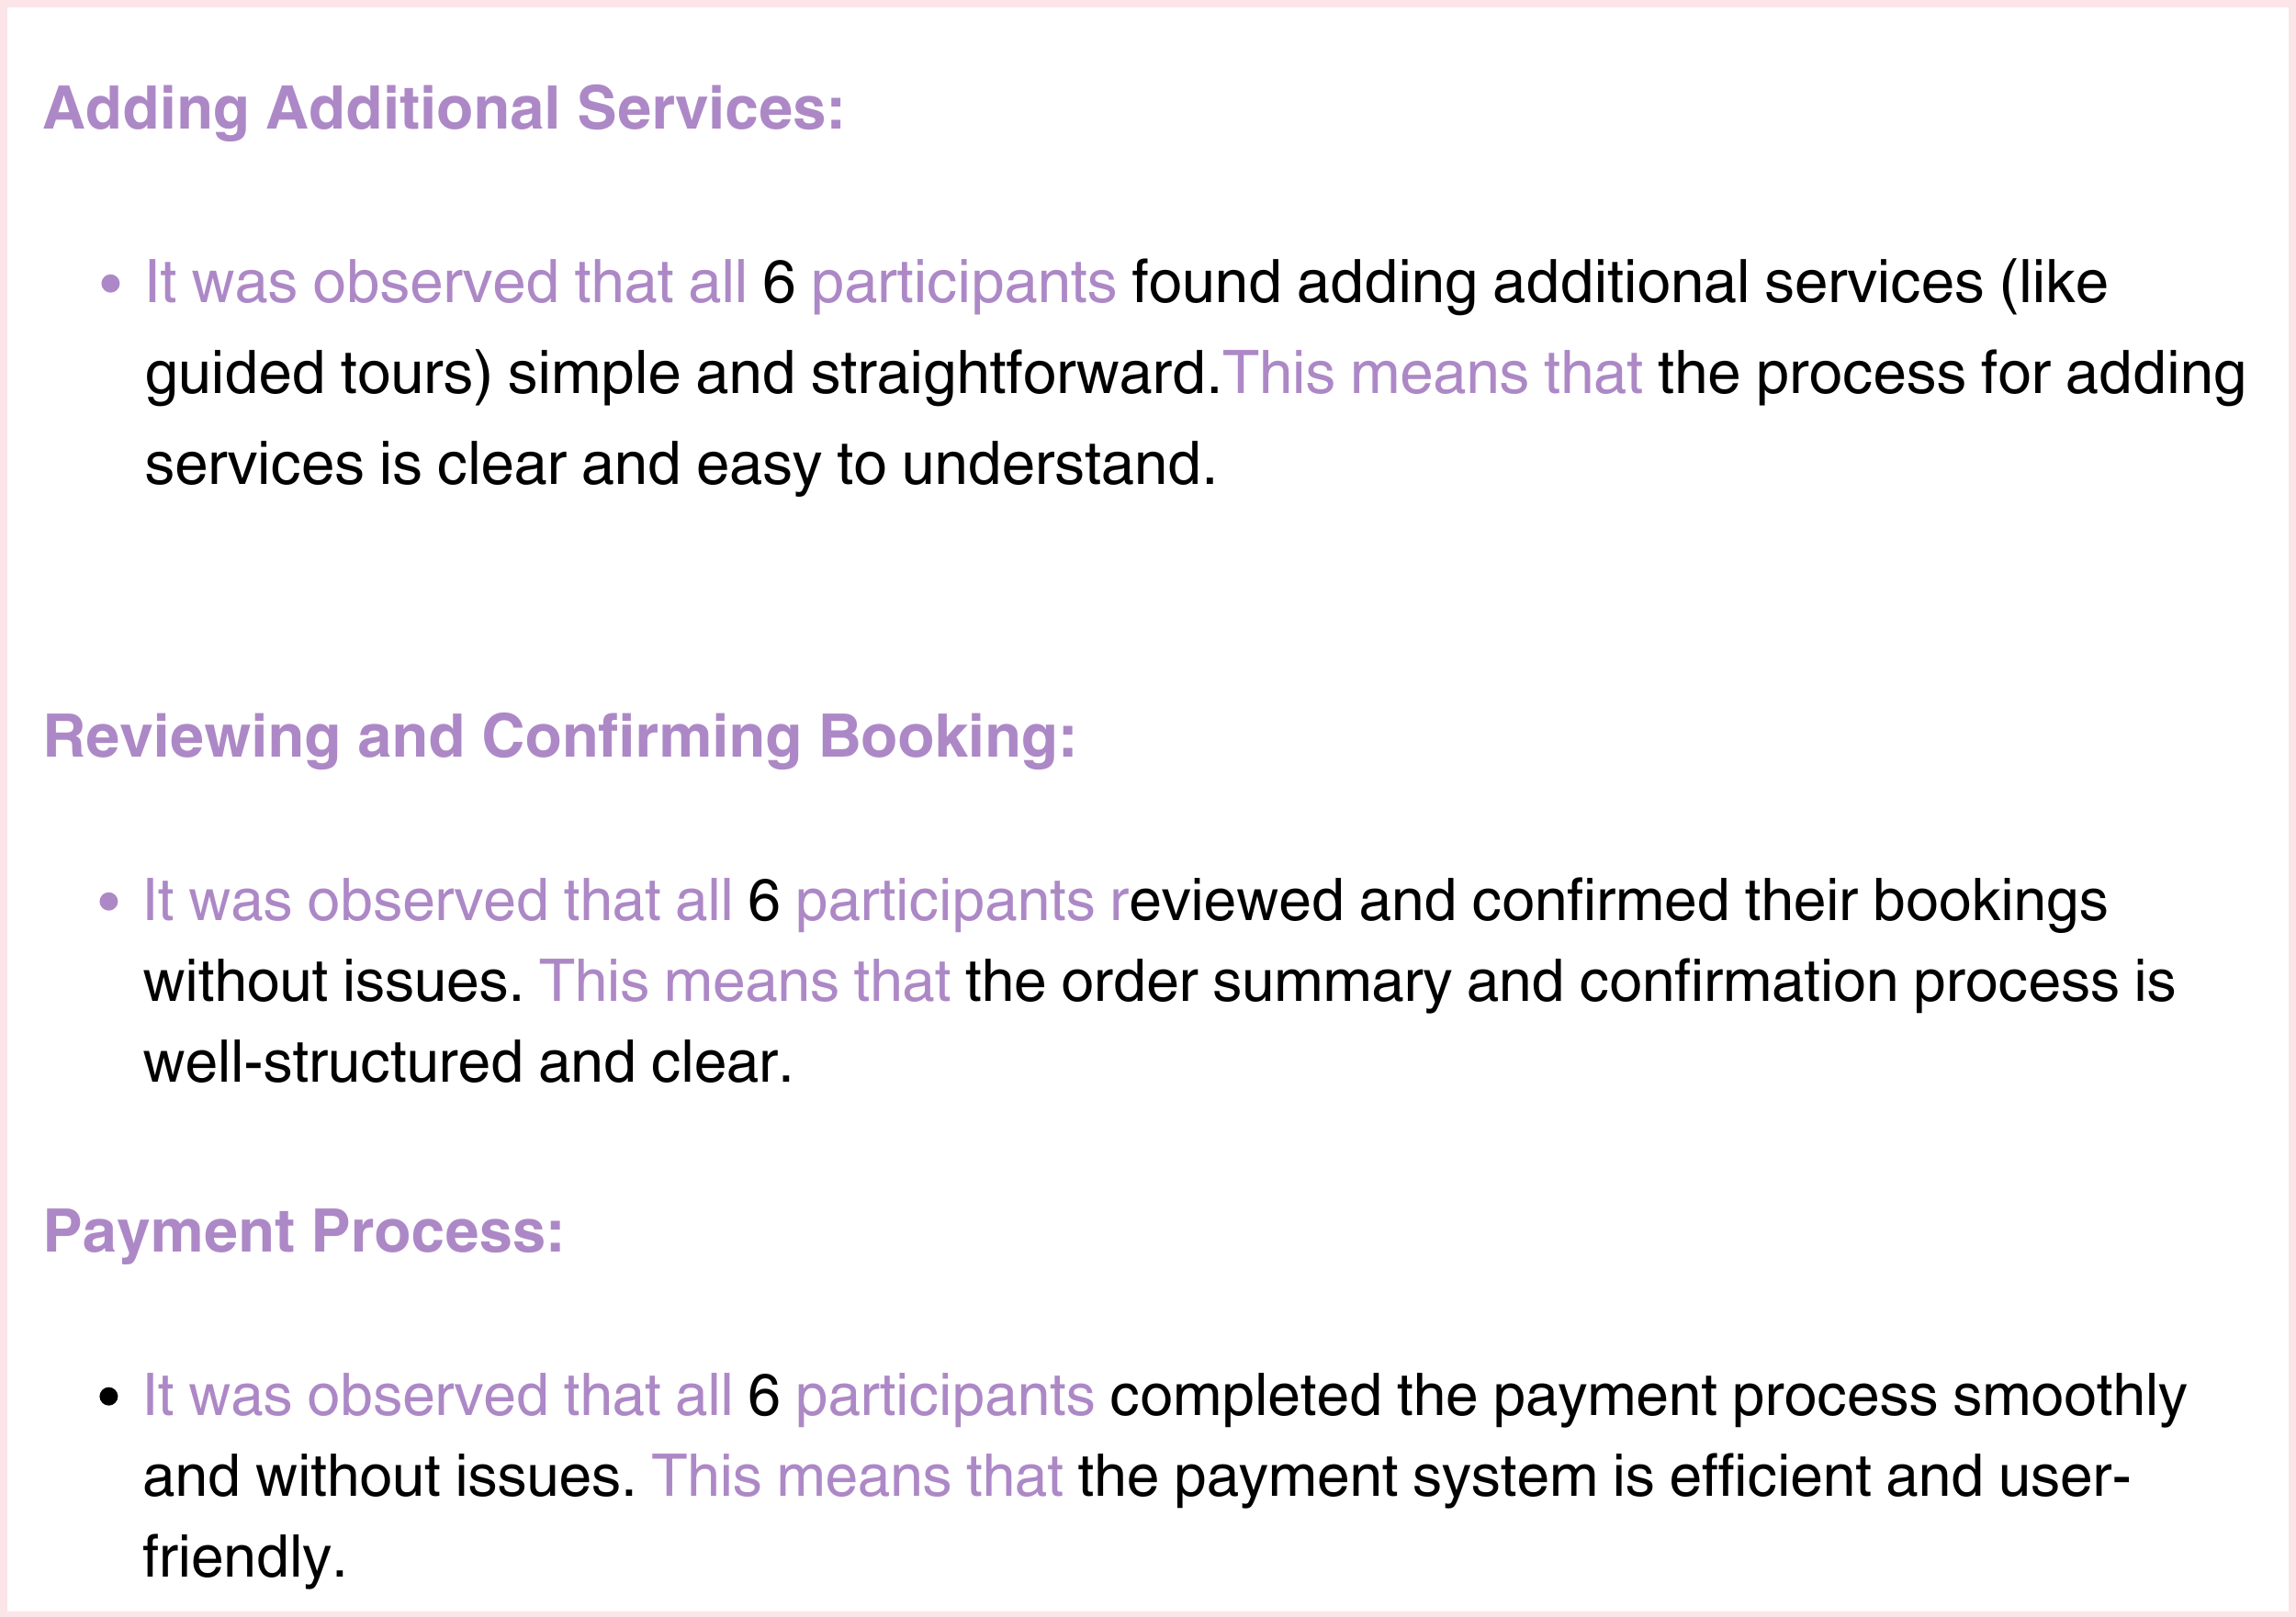 Adding Additional Services:
• It was observed that all 6 participants found adding additional services (like
guided tours) simple and straightforward.This means that the process for adding
services is clear and easy to understand.
Reviewing and Confirming Booking:
• It was observed that all 6 participants reviewed and confirmed their bookings
without issues. This means that the order summary and confirmation process is
well-structured and clear.
Payment Process:
• It was observed that all 6 participants completed the payment process smoothly
and without issues. This means that the payment system is efficient and user-
friendly.